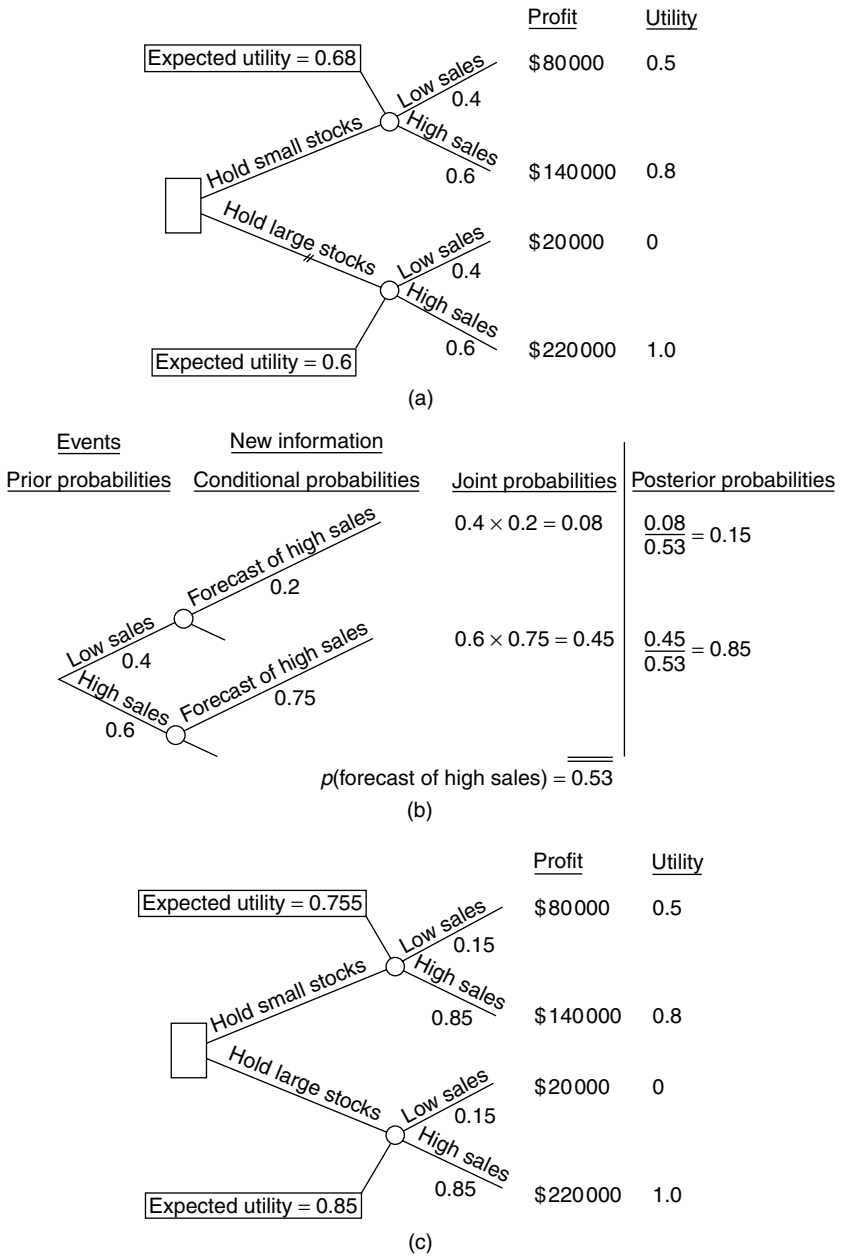 Profit Utility
Expected utility = 0.68
Low sales
0.4
$80000 0.5
Hold small stocks
High sales
0.6
$140000 0.8
Hold large stocks
Low sales
0.4
$20000 0
High sales
0.6
$220000 1.0
Expected utility = 0.6
(a)
Events New information
Prior probabilities Conditional probabilities Joint probabilities Posterior probabilities
Forecast of high sales
0.2
0.4 × 0.2 = 0.08
0.08
0.53
= 0.15
Low sales
0.4
Forecast of high sales
0.75
0.6 × 0.75 = 0.45
0.45
0.53
= 0.85
High sales
0.6
p(forecast of high sales) = 0.53
(b)
Profit Utility
Expected utility = 0.755
Low sales
0.15
$80000 0.5
Hold small stocks
High sales
0.85
$140000 0.8
Hold large stocks
Low sales
0.15
$20000 0
High sales
0.85
$220000 1.0
Expected utility = 0.85
(c)